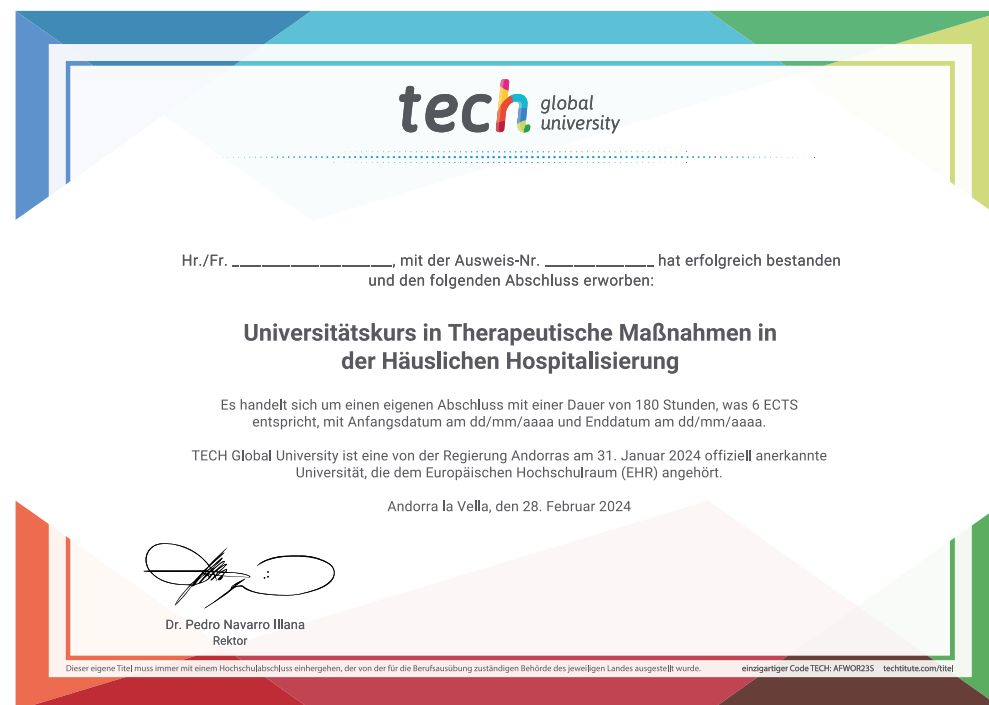 tech global university
Hr./Fr. ____________________, mit der Ausweis-Nr. ______________ hat erfolgreich bestanden
und den folgenden Abschluss erworben:
Universitätskurs in Therapeutische Maßnahmen in
der Häuslichen Hospitalisierung
Es handelt sich um einen eigenen Abschluss mit einer Dauer von 180 Stunden, was 6 ECTS
entspricht, mit Anfangsdatum am dd/mm/aaaa und Enddatum am dd/mm/aaaa.
TECH Global University ist eine von der Regierung Andorras am 31. Januar 2024 offiziell anerkannte
Universität, die dem Europäischen Hochschulraum (EHR) angehört.
Andorra la Vella, den 28. Februar 2024
Dr. Pedro Navarro Illana
Rektor
Dieser eigene Titel muss immer mit einem Hochschulabschluss einhergehen, der von der für die Berufsausübung zuständigen Behörde des jeweiligen Landes ausgestellt wurde. einzigartiger Code TECH: AFWOR23S techtitute.com/titel